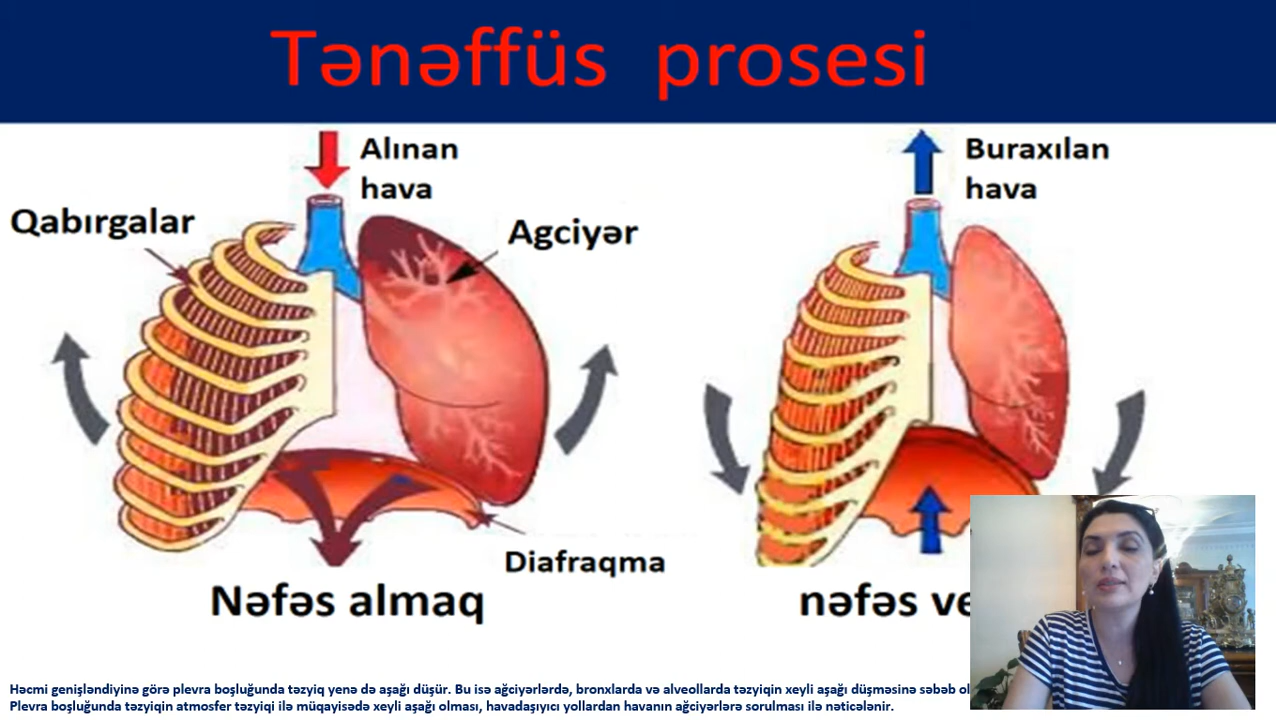 Tənəffüs prosesi
Alınan
hava
Buraxılan
hava
Qabırgalar
Agciyər
Diafraqma
Nəfəs almaq
nəfəs
Həcmi genişləndiyinə görə plevra boşluğunda təzyiq yenə də aşağı düşür. Bu isə ağciyərlərdə, bronxlarda və alveollarda təzyiqin xeyli aşağı düşməsinə səbəb
Plevra boşluğunda təzyiqin atmosfer təzyiqi ilə müqayisədə xeyli aşağı olması, havadaşıyıcı yollardan havanın ağciyərlərə sorulması ilə nəticələnir.